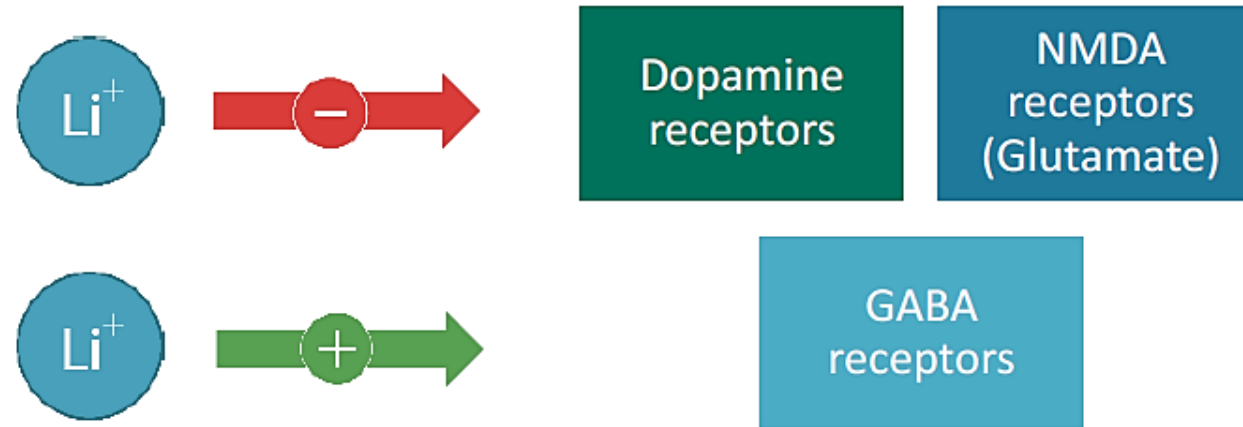 Li⁺
−
Dopamine
receptors
NMDA
receptors
(Glutamate)
Li⁺
+
GABA
receptors